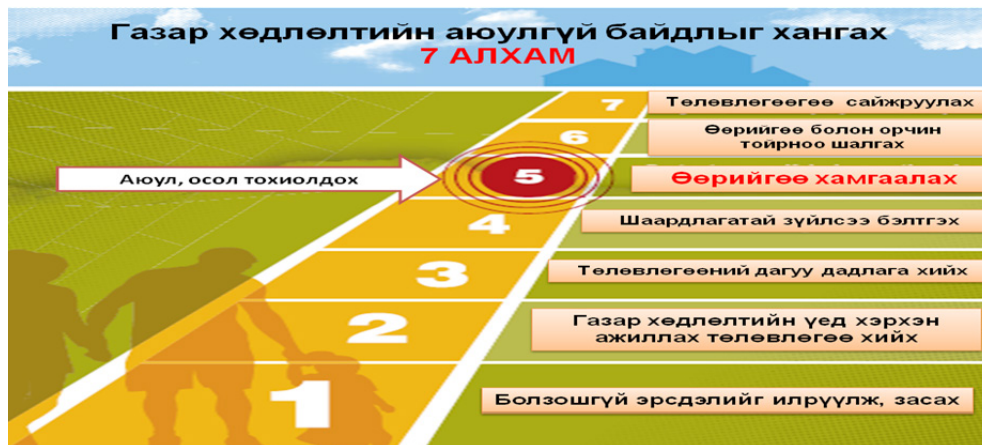 Газар хөдлөлтийн аюулгүй байдлыг хангах
7 АЛХАМ
7
Төлөвлөгөөгөө сайжруулах
6
Өөрийгөө болон орчин
тойрноо шалгах
Аюул, осол тохиолдох
5
Өөрийгөө хамгаалах
4
Шаардлагатай зүйлсээ бэлтгэх
3
Төлөвлөгөөний дагуу дадлага хийх
2
Газар хөдлөлтийн үед хэрхэн
ажиллах төлөвлөгөө хийх
1
Болзошгүй эрсдэлийг илрүүлж, засах